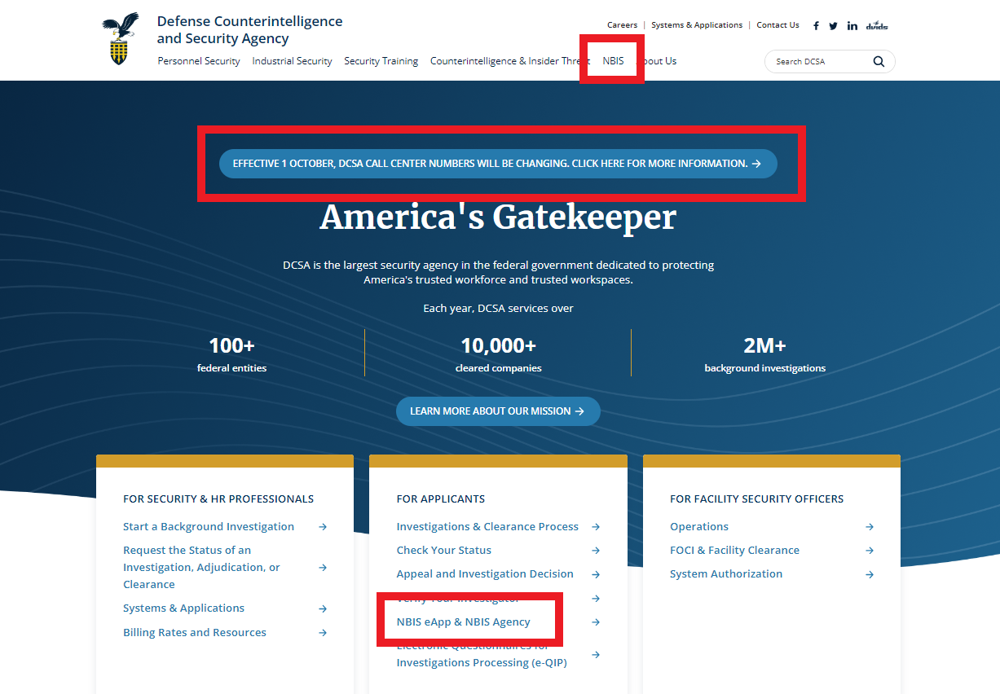 Defense Counterintelligence
and Security Agency
Careers | Systems & Applications | Contact Us
dvids
Personnel Security Industrial Security Security Training Counterintelligence & Insider Threat NBIS About Us
Search DCSA
EFFECTIVE 1 OCTOBER, DCSA CALL CENTER NUMBERS WILL BE CHANGING. CLICK HERE FOR MORE INFORMATION.
America's Gatekeeper
DCSA is the largest security agency in the federal government dedicated to protecting
America's trusted workforce and trusted workspaces.
Each year, DCSA services over
100+
federal entities
10,000+
cleared companies
2M+
background investigations
LEARN MORE ABOUT OUR MISSION
FOR SECURITY & HR PROFESSIONALS
Start a Background Investigation
Request the Status of an
Investigation, Adjudication, or
Clearance
Systems & Applications
Billing Rates and Resources
FOR APPLICANTS
Investigations & Clearance Process
Check Your Status
Appeal and Investigation Decision
Verify Your Investigator
NBIS eApp & NBIS Agency
Electronic Questionnaires for
Investigations Processing (e-QIP)
FOR FACILITY SECURITY OFFICERS
Operations
FOCI & Facility Clearance
System Authorization